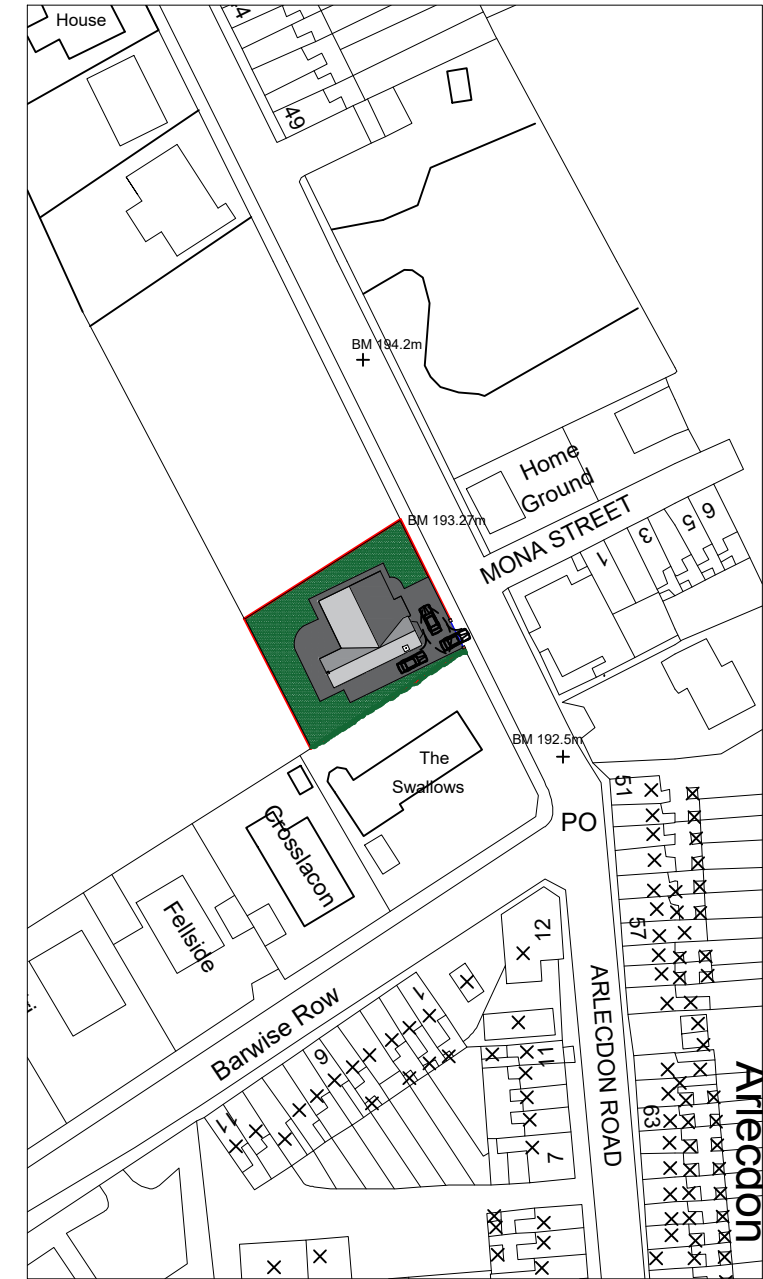 House
49
BM 194.2m
Home
Ground
BM 193.27m
MONA STREET
1
3
5
6
The
Swallows
BM 192.5m
51
PO
Crosslacon
Fellside
57
12
ARLECDON ROAD
Barwise Row
1
9
11
11
7
63
Arlecdon